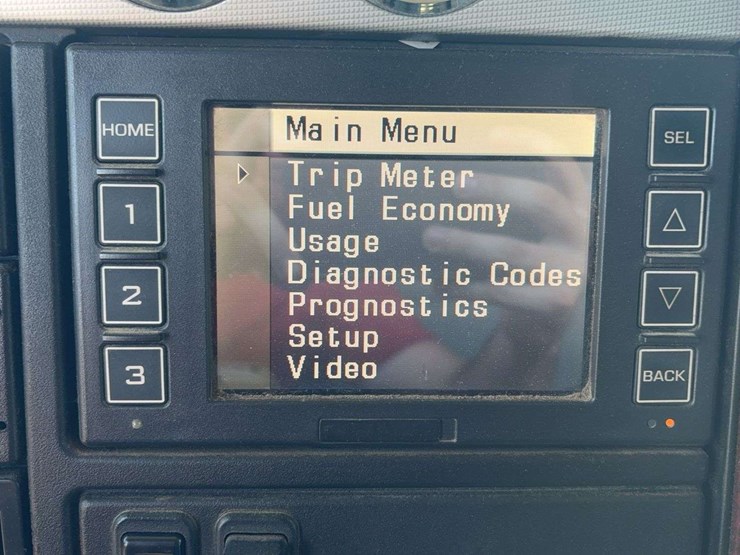 HOME
1
2
3
Main Menu
Trip Meter
Fuel Economy
Usage
Diagnostic Codes
Prognostics
Setup
Video
SEL
BACK